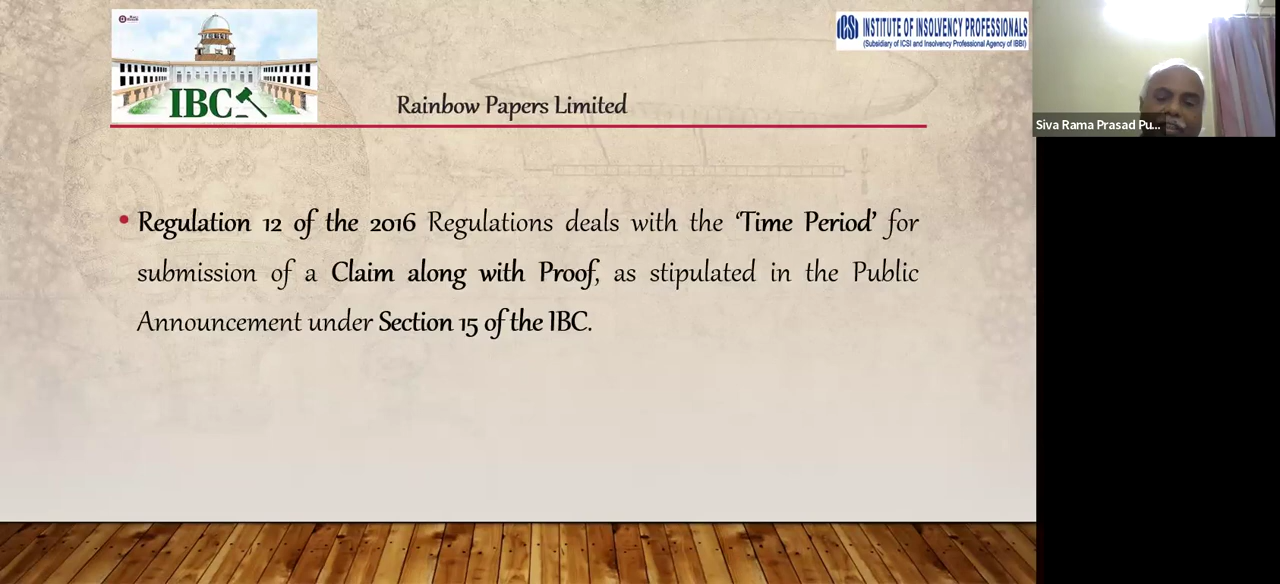 IBC
INSTITUTE OF INSOLVENCY PROFESSIONALS
(Subsidiary of ICSI and Insolvency Professional Agency of IBBI)
Rainbow Papers Limited
Siva Rama Prasad Pu...
• Regulation 12 of the 2016 Regulations deals with the ‘Time Period’ for
submission of a Claim along with Proof, as stipulated in the Public
Announcement under Section 15 of the IBC.